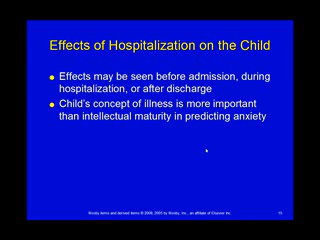 Effects of Hospitalization on the Child
Effects may be seen before admission, during
hospitalization, or after discharge
Child's concept of illness is more important
than intellectual maturity in predicting anxiety
Mosby items and derived items © 2009, 2005 by Mosby, Inc., an affiliate of Elsevier Inc.